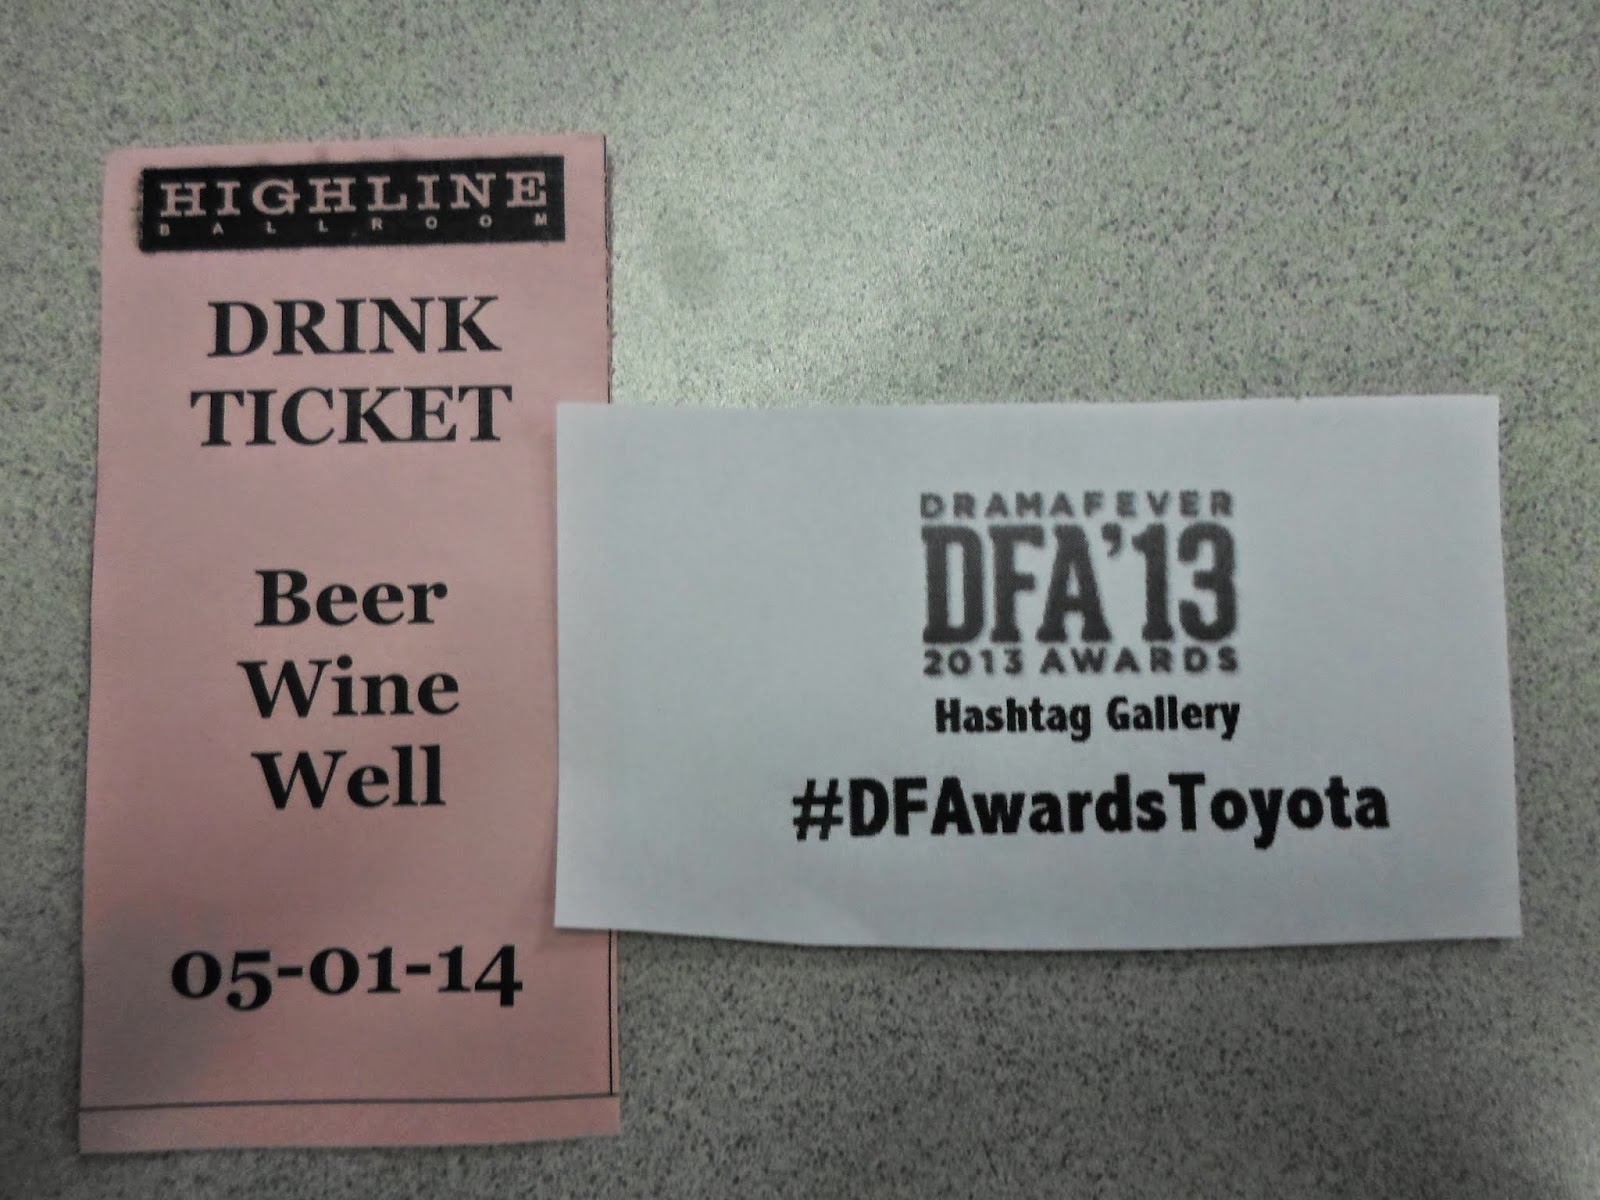 HIGHLINE
BALLROOM
DRINK
TICKET
Beer
Wine
Well
05-01-14
DRAMAFEVER
DFA'13
2013 AWARDS
Hashtag Gallery
#DFAwardsToyota